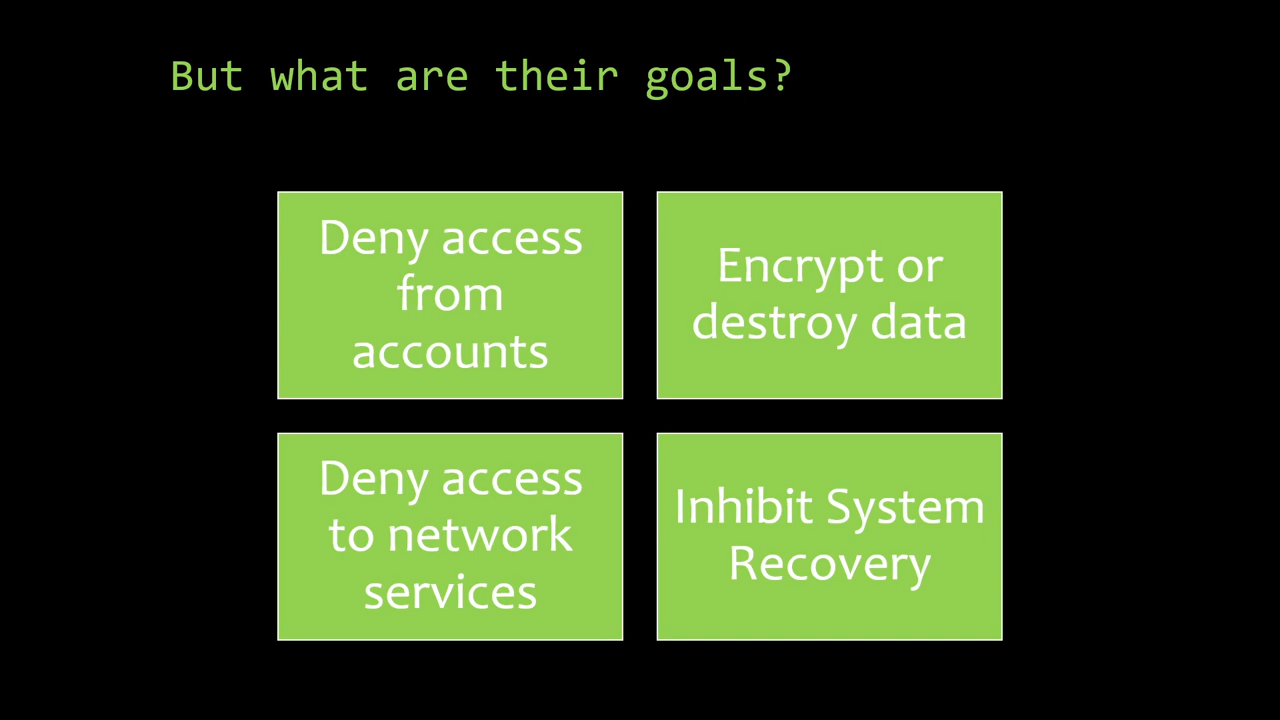 But what are their goals?
Deny access
from
accounts
Encrypt or
destroy data
Deny access
to network
services
Inhibit System
Recovery